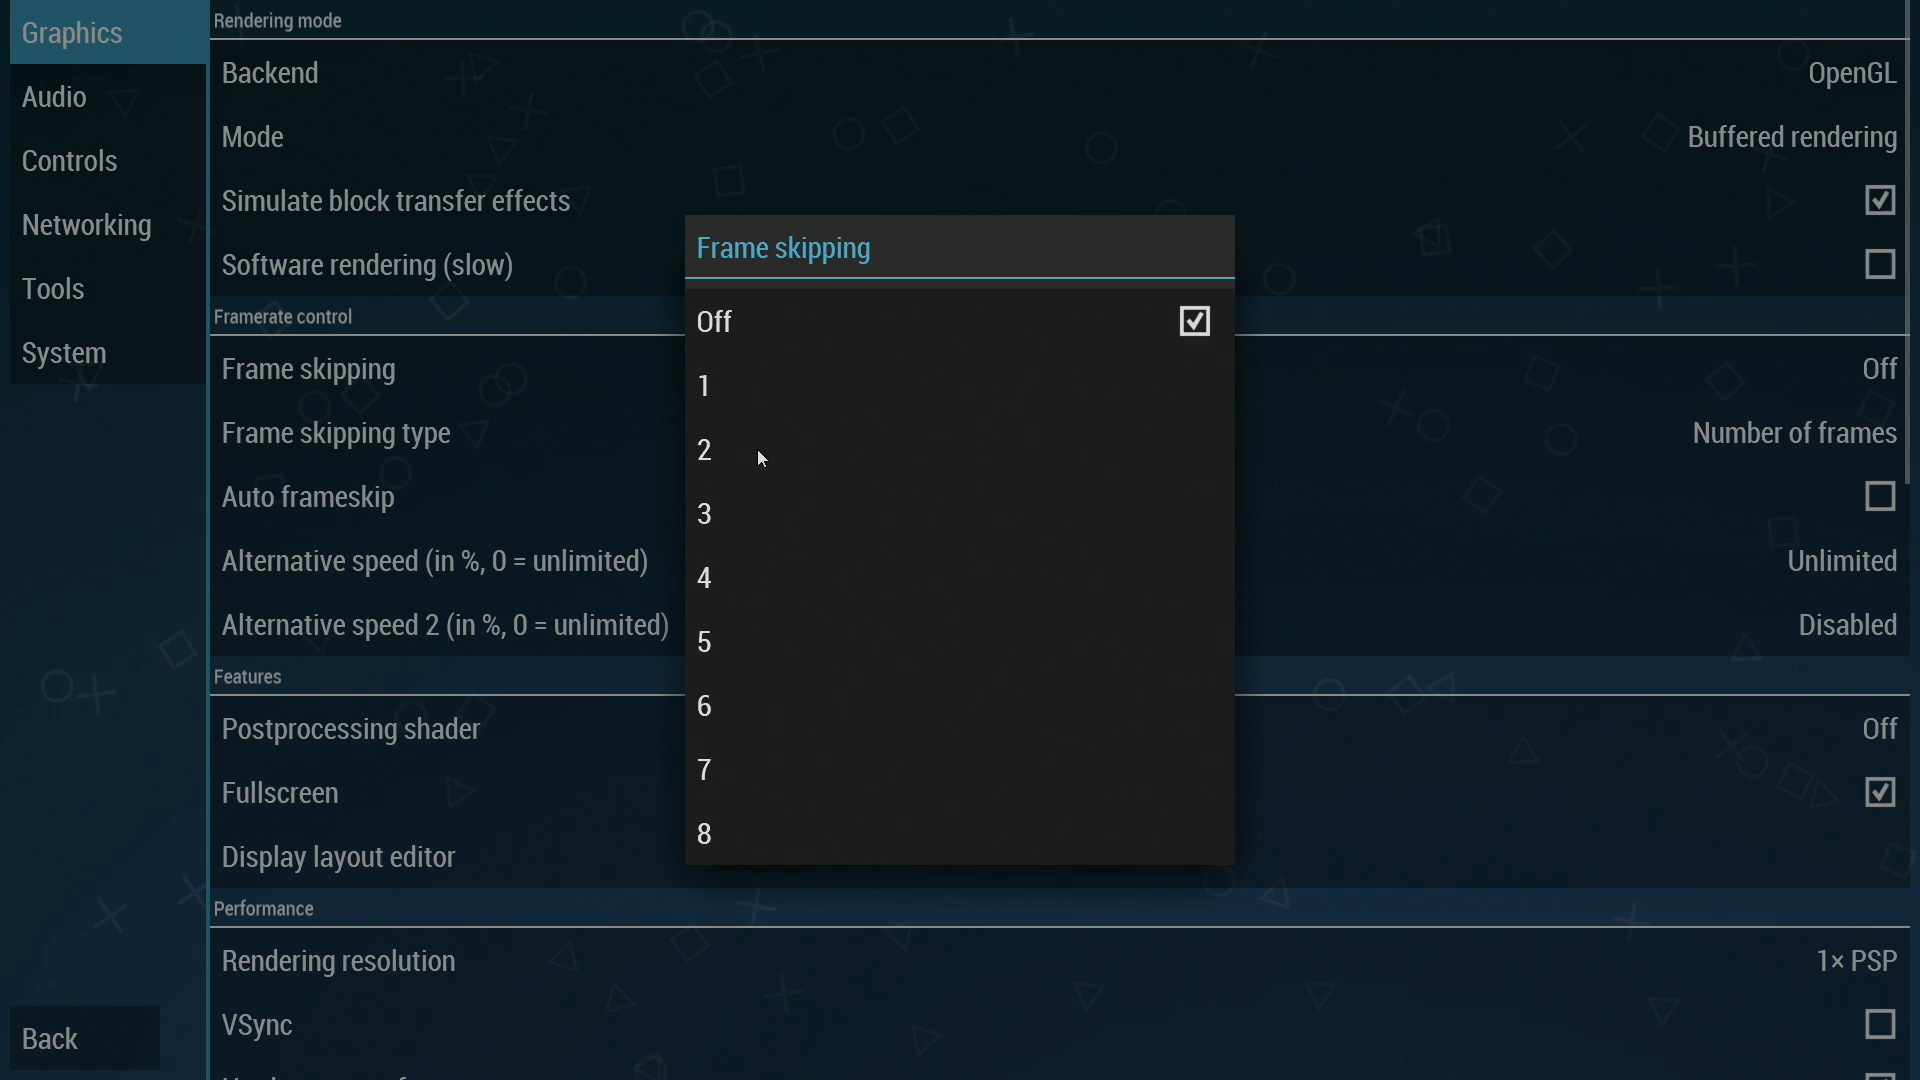 Graphics
Audio
Controls
Networking
Tools
System
Back
Rendering mode
Backend
OpenGL
Mode
Buffered rendering
Simulate block transfer effects
Software rendering (slow)
Framerate control
Frame skipping
Off
Frame skipping type
Number of frames
Auto frameskip
Alternative speed (in %, 0 = unlimited)
Unlimited
Alternative speed 2 (in %, 0 = unlimited)
Disabled
Features
Postprocessing shader
Off
Fullscreen
Display layout editor
Performance
Rendering resolution
1× PSP
VSync
Frame skipping
Off
1
2
3
4
5
6
7
8